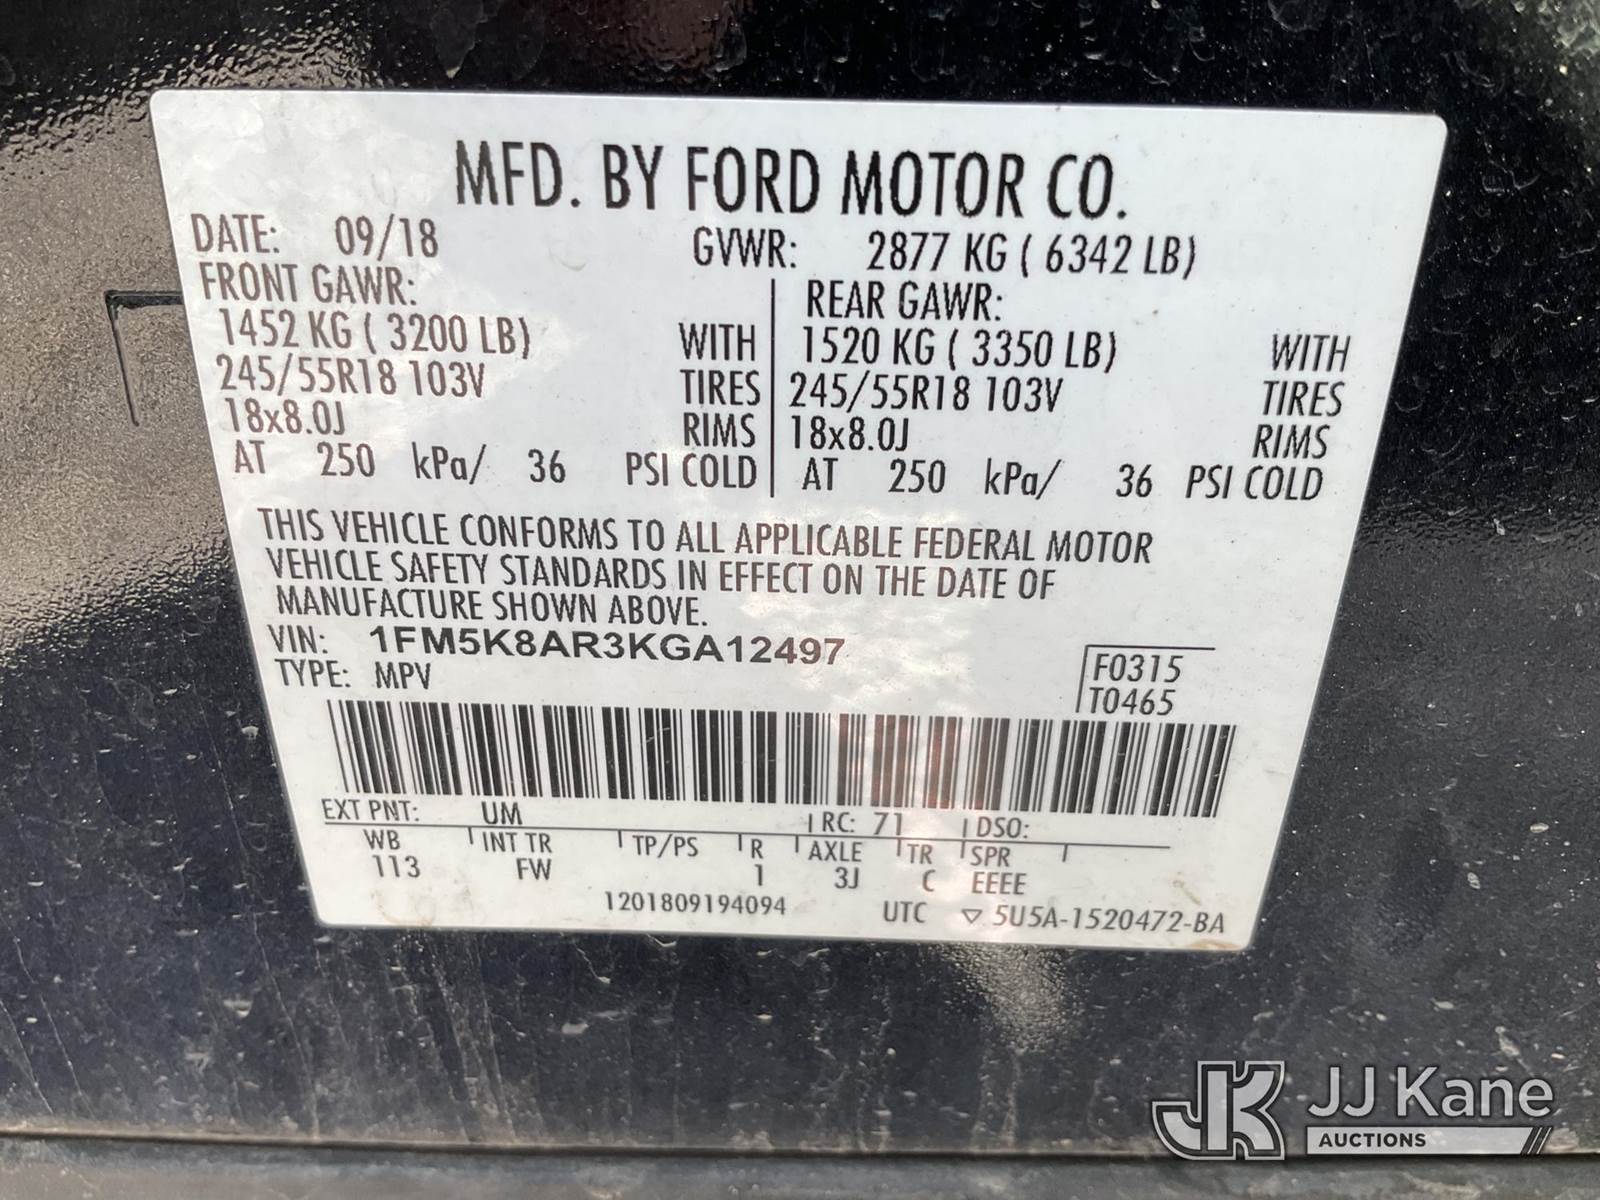 MFD. BY FORD MOTOR CO.
DATE: 09/18 GVWR: 2877 KG ( 6342 LB)
FRONT GAWR: REAR GAWR:
1452 KG ( 3200 LB) WITH 1520 KG ( 3350 LB) WITH
245/55R18 103V TIRES 245/55R18 103V TIRES
18x8.0J RIMS 18x8.0J RIMS
AT 250 kPa/ 36 PSI COLD AT 250 kPa/ 36 PSI COLD
THIS VEHICLE CONFORMS TO ALL APPLICABLE FEDERAL MOTOR
VEHICLE SAFETY STANDARDS IN EFFECT ON THE DATE OF
MANUFACTURE SHOWN ABOVE.
VIN: 1FM5K8AR3KGA12497 F0315
TYPE: MPV T0465
EXT PNT: UM RC: 71 DSO:
WB INT TR TP/PS R AXLE TR SPR
113 FW 1 3J C EEEE
1201809194094 UTC ▽ 5U5A-1520472-BA
JK JJ Kane
AUCTIONS